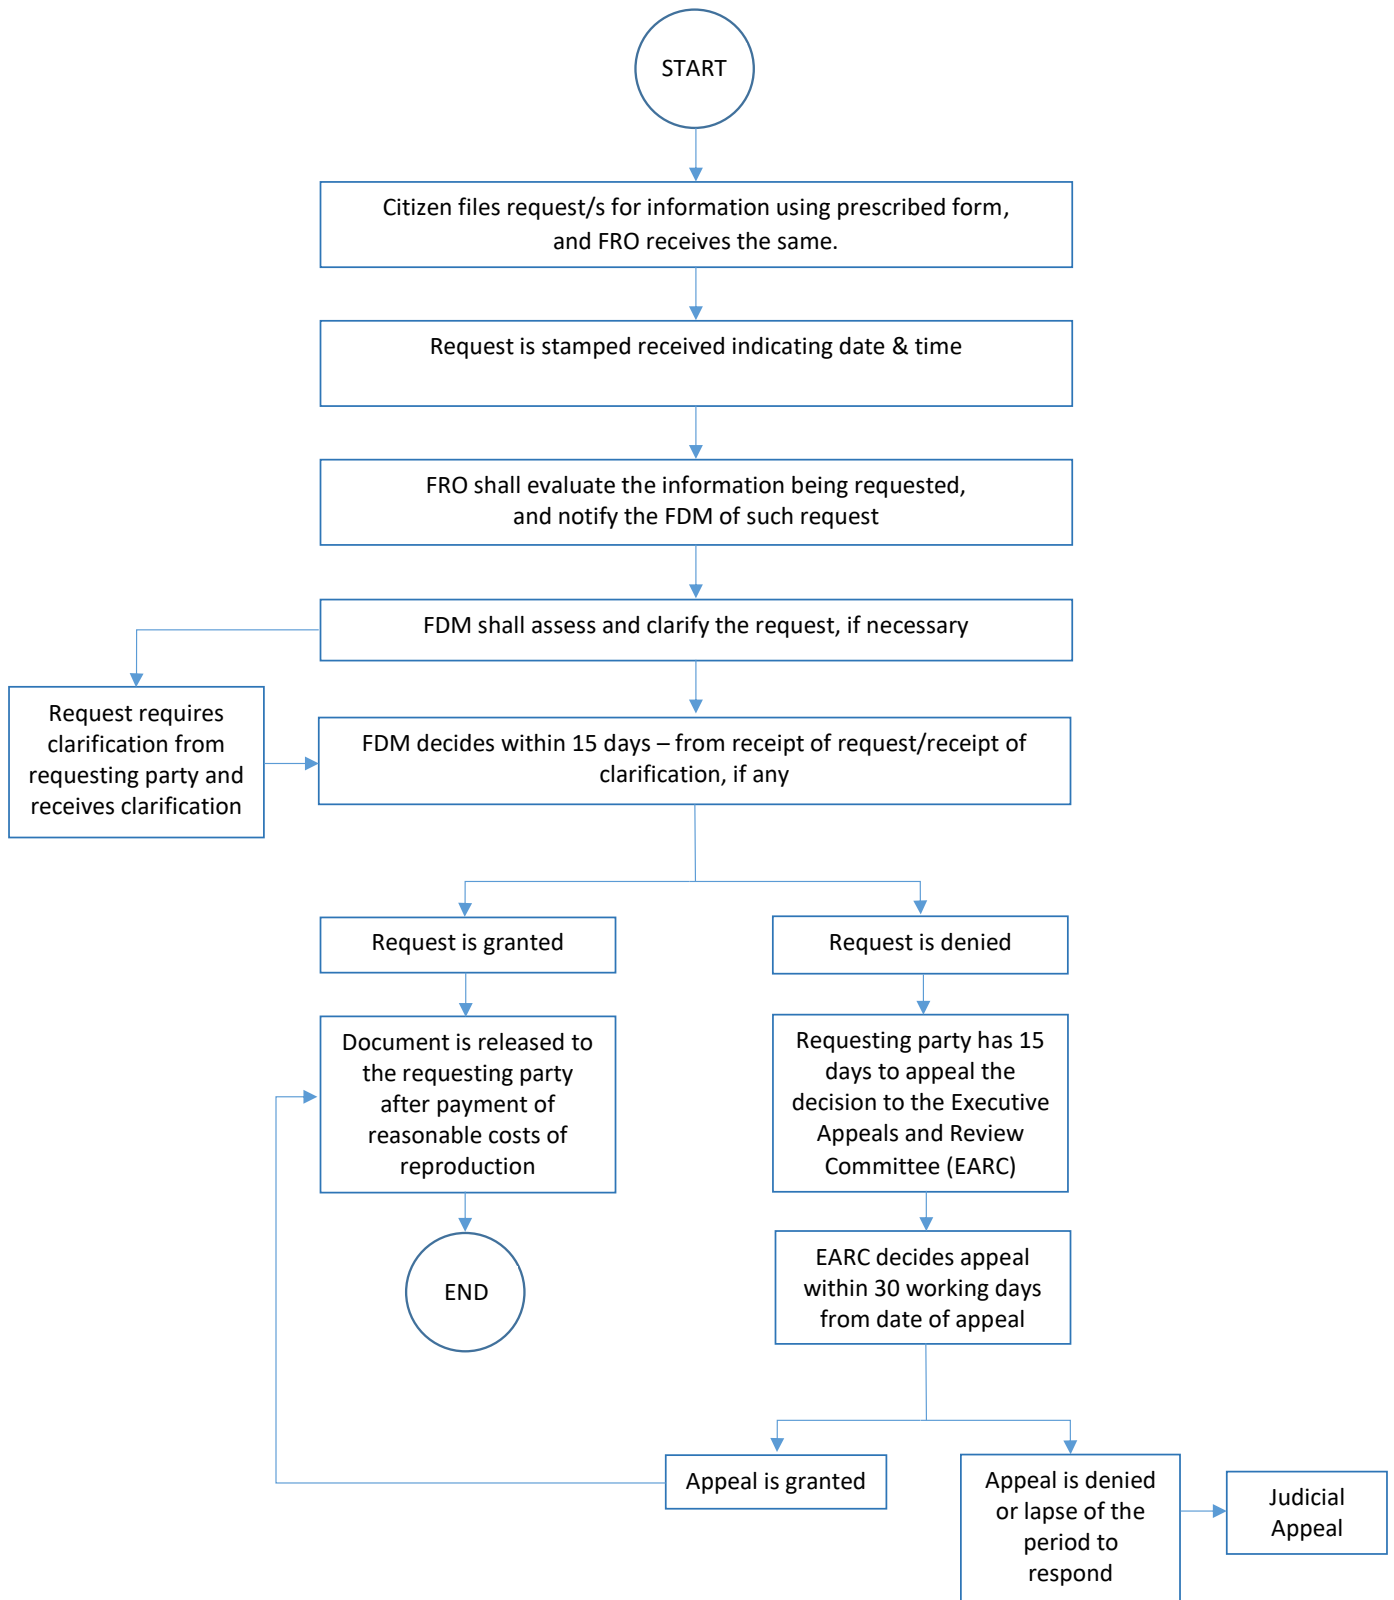 START
Citizen files request/s for information using prescribed form,
and FRO receives the same.
Request is stamped received indicating date & time
FRO shall evaluate the information being requested,
and notify the FDM of such request
FDM shall assess and clarify the request, if necessary
Request requires
clarification from
requesting party and
receives clarification
FDM decides within 15 days – from receipt of request/receipt of
clarification, if any
Request is granted
Request is denied
Document is released to
the requesting party
after payment of
reasonable costs of
reproduction
Requesting party has 15
days to appeal the
decision to the Executive
Appeals and Review
Committee (EARC)
END
EARC decides appeal
within 30 working days
from date of appeal
Appeal is granted
Appeal is denied
or lapse of the
period to
respond
Judicial
Appeal